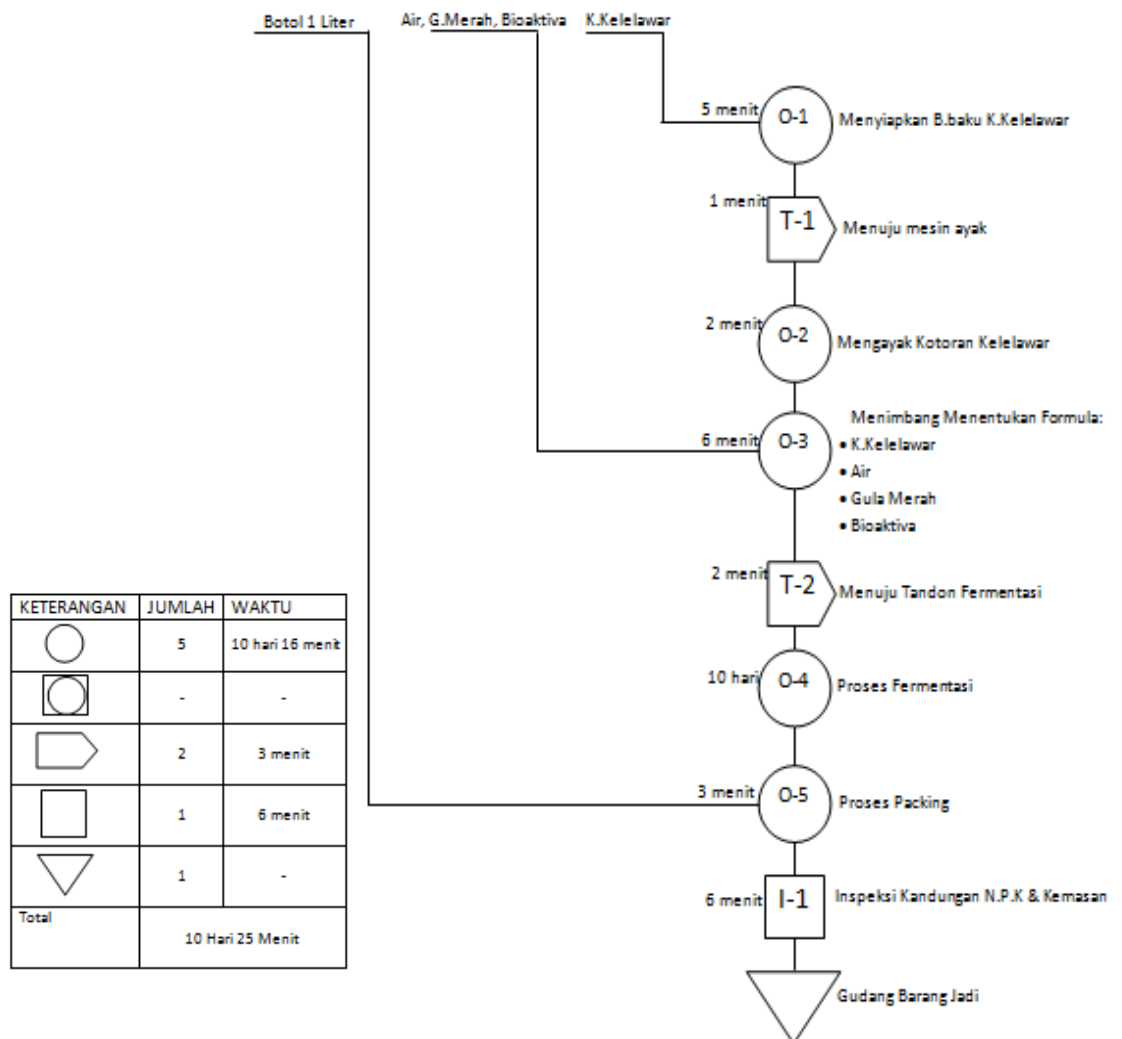 Botol 1 Liter
Air, G.Merah, Bioaktiva
K.Kelelawar
5 menit
O-1
Menyiapkan B.baku K.Kelelawar
1 menit
T-1
Menuju mesin ayak
2 menit
O-2
Mengayak Kotoran Kelelawar
6 menit
O-3
Menimbang Menentukan Formula:
• K.Kelelawar
• Air
• Gula Merah
• Bioaktiva
2 menit
T-2
Menuju Tandon Fermentasi
10 hari
O-4
Proses Fermentasi
3 menit
O-5
Proses Packing
6 menit
I-1
Inspeksi Kandungan N.P.K & Kemasan
Gudang Barang Jadi
KETERANGAN JUMLAH WAKTU
5 10 hari 16 menit
- -
2 3 menit
1 6 menit
1 -
Total 10 Hari 25 Menit